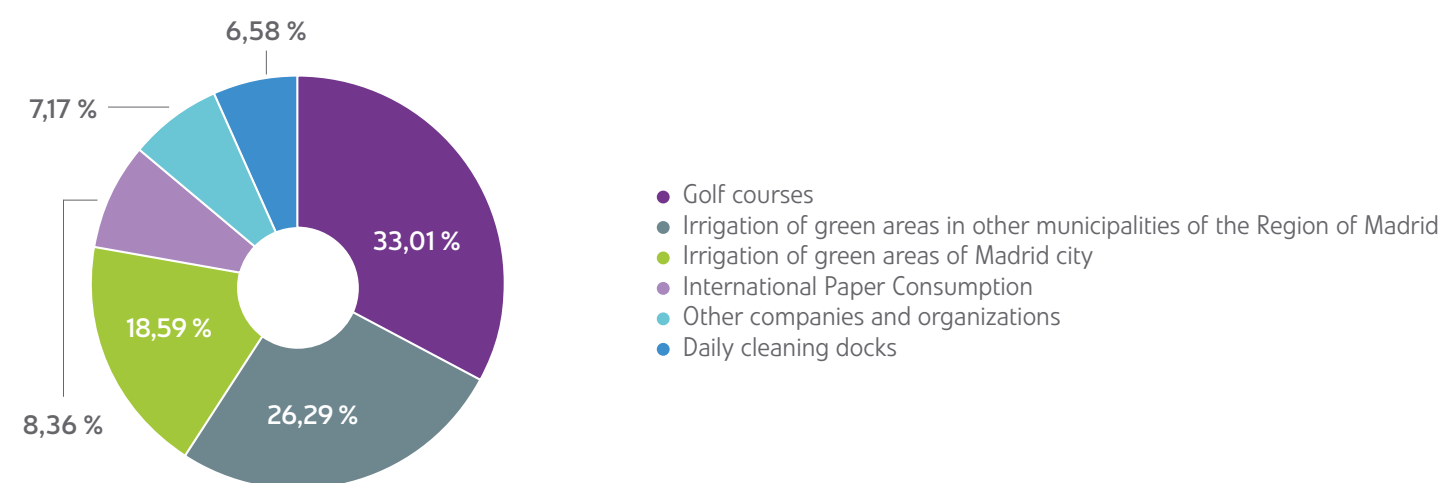 6,58 %
7,17 %
33,01 %
18,59 %
26,29 %
8,36 %
Golf courses
Irrigation of green areas in other municipalities of the Region of Madrid
Irrigation of green areas of Madrid city
International Paper Consumption
Other companies and organizations
Daily cleaning docks